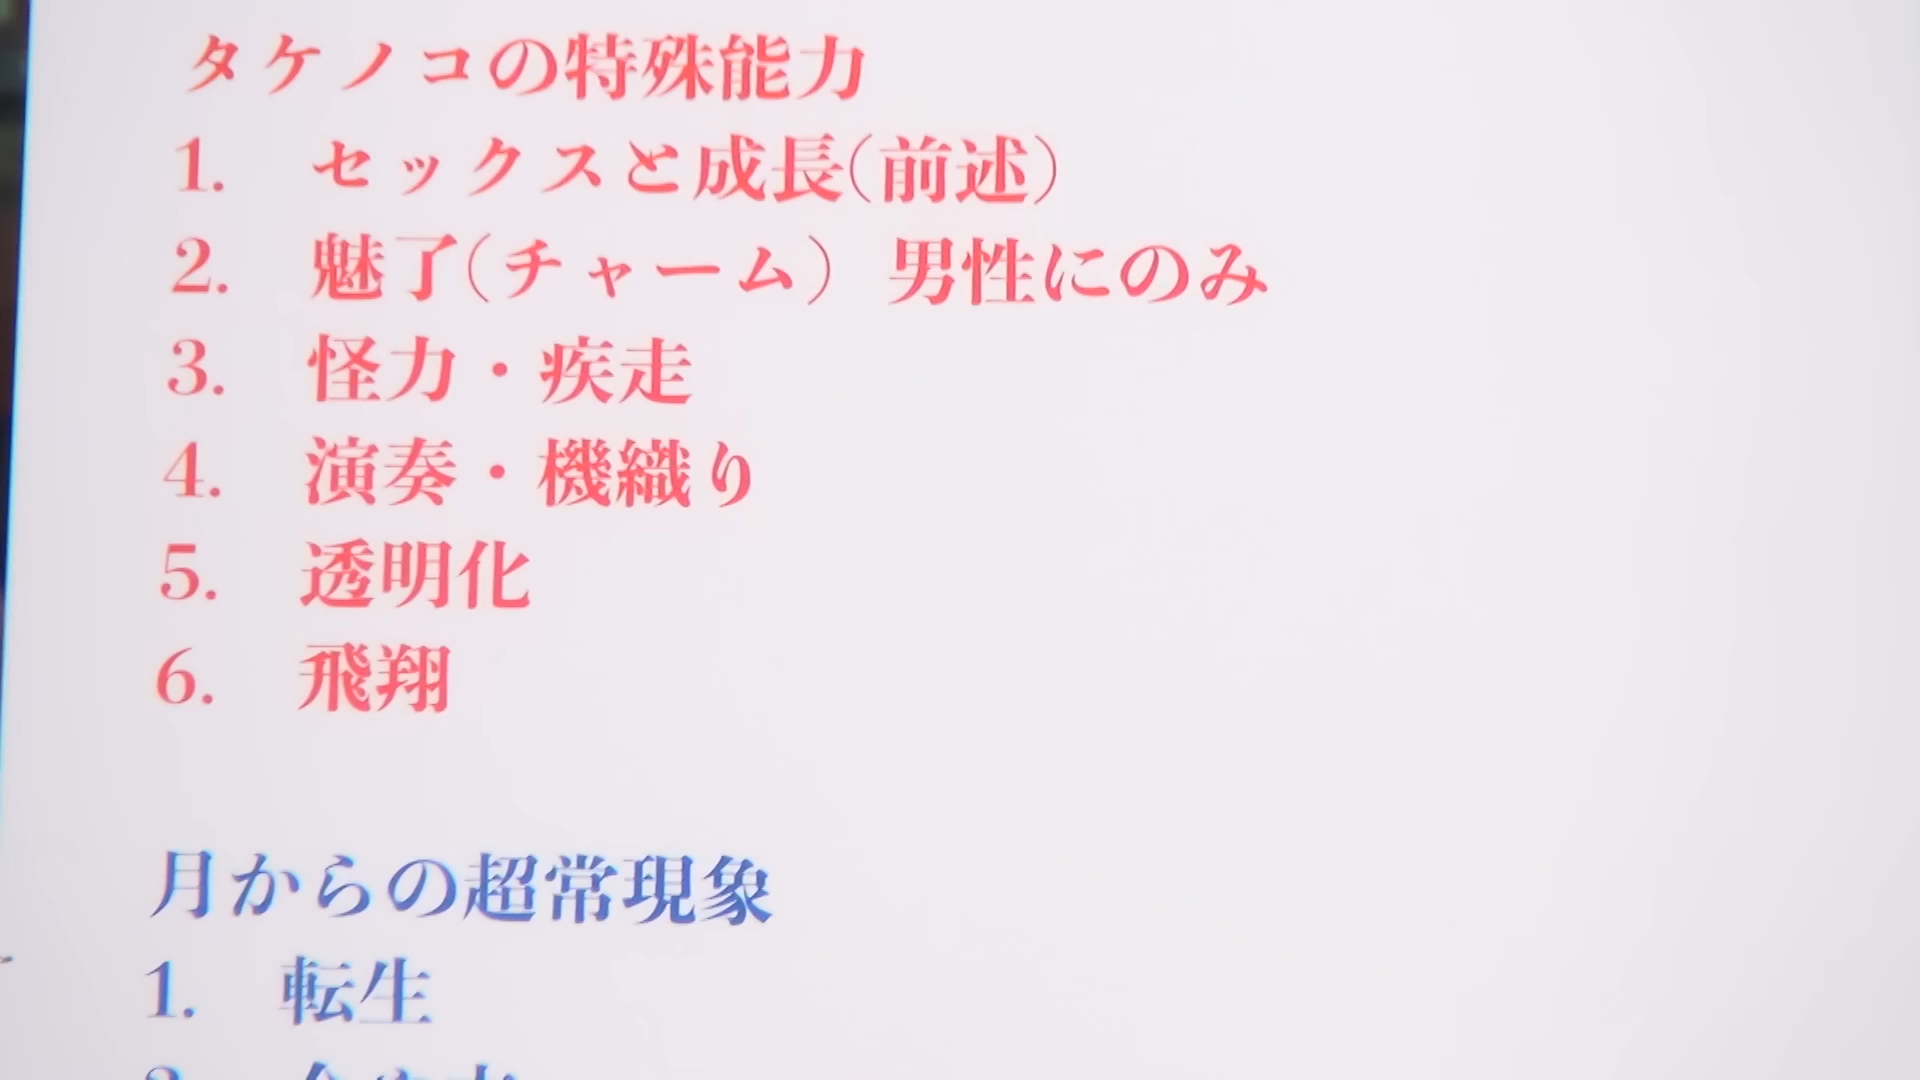 タケノコの特殊能力
1. セックスと成長(前述)
2. 魅了(チャーム) 男性にのみ
3. 怪力・疾走
4. 演奏・機織り
5. 透明化
6. 飛翔
月からの超常現象
1. 転生